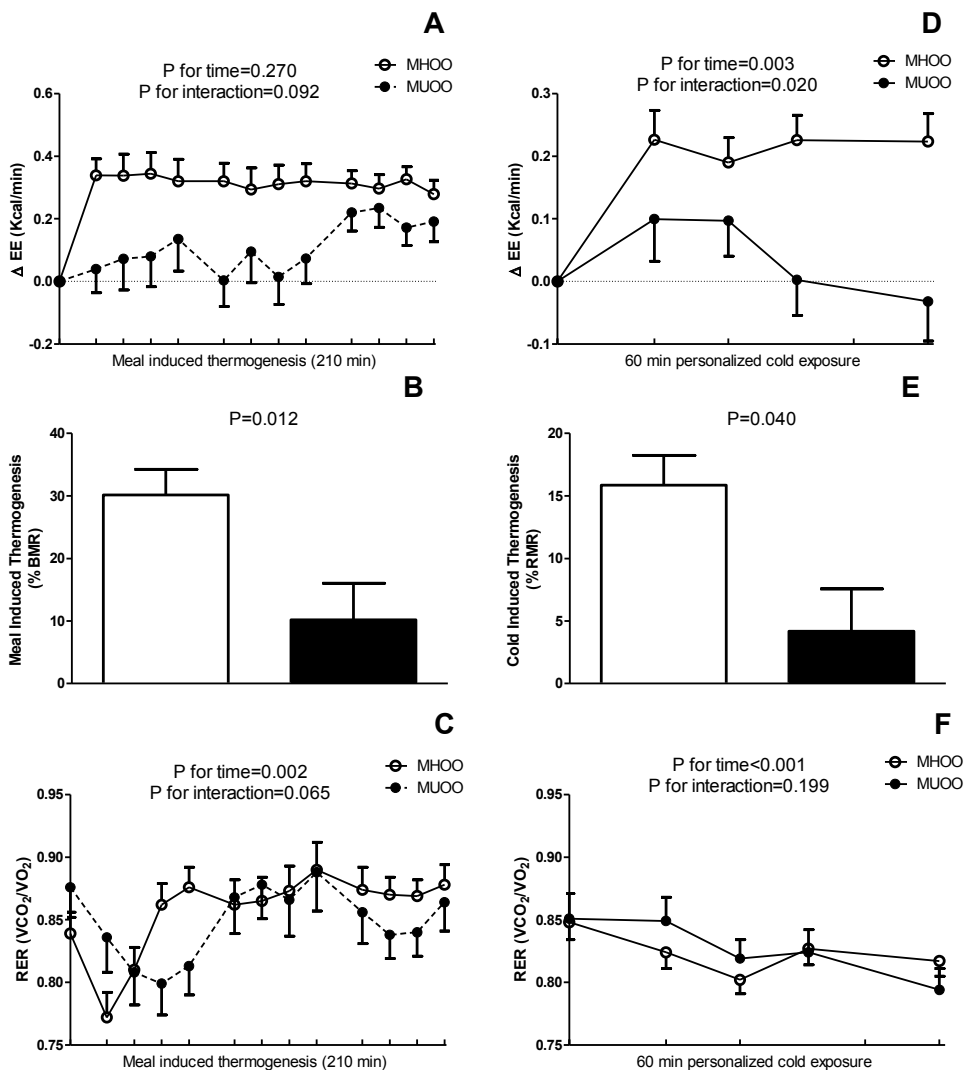 A
P for time=0.270
P for interaction=0.092
MHOO
MUOO
Δ EE (Kcal/min)
0.6
0.4
0.2
0.0
-0.2
Meal induced thermogenesis (210 min)
D
P for time=0.003
P for interaction=0.020
MHOO
MUOO
Δ EE (Kcal/min)
0.3
0.2
0.1
0.0
-0.1
60 min personalized cold exposure
B
P=0.012
Meal Induced Thermogenesis
(%BMR)
40
30
20
10
0
E
P=0.040
Cold Induced Thermogenesis
(%RMR)
20
15
10
5
0
C
P for time=0.002
P for interaction=0.065
MHOO
MUOO
RER (VCO₂/VO₂)
0.95
0.90
0.85
0.80
0.75
Meal induced thermogenesis (210 min)
F
P for time<0.001
P for interaction=0.199
MHOO
MUOO
RER (VCO₂/VO₂)
0.95
0.90
0.85
0.80
0.75
60 min personalized cold exposure